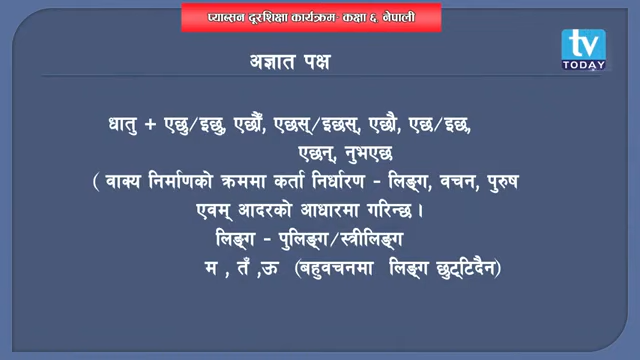 प्याब्सन दूरशिक्षा कार्यक्रम- कक्षा ६ नेपाली
tv
TODAY
अज्ञात पक्ष
धातु + एछु/इछु, एछौँ, एछस्/इछस्, एछौ, एछ/इछ,
एछन्, नुभएछ
( वाक्य निर्माणको क्रममा कर्ता निर्धारण - लिङ्ग, वचन, पुरुष
एवम् आदरको आधारमा गरिन्छ ।
लिङ्ग - पुलिङ्ग/स्त्रीलिङ्ग
म , तँ ,ऊ (बहुवचनमा लिङ्ग छुट्टिदैन)